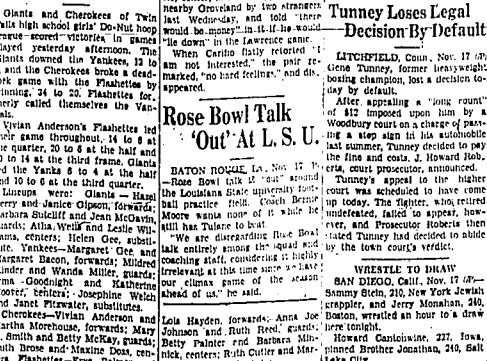 Giants and Cherokees of Twin
Falls high school girls' Do-Nut hoop
league scored victories in games
played yesterday afternoon. The
Giants downed the Yankees, 12 to
and the Cherokees broke a dead-
game with the Flashettes by
winning, 24 to 20. Flashettes for-
merly called themselves the Van-
dals.
Vivian Anderson's Flashettes led
their game throughout, 14 to 6 at
the quarter, 20 to 6 at the half and
to 14 at the third frame. Giants
led the Yanks 6 to 4 at the half
and 10 to 6 at the third quarter.
Lineups were: Giants — Hazel
Terry and Janice Gipson, forwards;
Barbara Sutcliff and Jean McGavin,
guards; Atha Wells and Leslie Wil-
liams, centers; Helen Gee, substi-
tute. Yankees—Margaret Gee and
Margaret Bacon, forwards; Mildred
and Wanda Miller, guards;
Goodnight and Katherine
centers; Josephine Welch
and Janet Fitzwater, substitutes.
Cherokees—Vivian Anderson and
Martha Morehouse, forwards; Mary
Smith and Betty McKay, guards;
Ruth Brose and Maxine Doss, cen-
nearby Groveland by two strangers
last Wednesday, and told "there
would be money" in it if he would
"lie down" in the Lawrence game.
When Carifio flatly retorted "I
am not interested," the pair re-
marked, "no hard feelings," and dis-
appeared.
Rose Bowl Talk
'Out' At L. S. U.
BATON ROUGE, La., Nov. 17 (P)
Rose Bowl talk is "out" around
the Louisiana State university foot-
ball practice field. Coach Bernie
Moore wants none of it while he
still has Tulane to beat.
"We are disregarding Rose Bowl
talk entirely among the squad and
coaching staff, considering it highly
irrelevant at this time since we have
our climax game of the season
ahead of us," he said.
Lois Hayden, forwards; Anna Joe
Johnson and Ruth Reed, guards;
Betty Painter and Barbara Min-
nick, centers; Ruth Cutler and Mar-
Tunney Loses Legal
Decision By Default
LITCHFIELD, Conn., Nov. 17 (P)
Gene Tunney, former heavyweight
boxing champion, lost a decision to-
day by default.
After appealing a "long count"
of $12 imposed upon him by a
Woodbury court on a charge of pass-
ing a stop sign in his automobile
last summer, Tunney decided to pay
the fine and costs, J. Howard Rob-
erts, court prosecutor, announced.
Tunney's appeal to the higher
court was scheduled to have come
up today. The fighter, who retired
undefeated, failed to appear, how-
ever, and Prosecutor Roberts then
stated Tunney had decided to abide
by the town court's verdict.
WRESTLE TO DRAW
SAN DIEGO, Calif., Nov. 17 (P)—
Sammy Stein, 210, New York Jewish
grappler, and Jerry Monahan, 240,
Boston, wrestled an hour to a draw
here tonight.
Howard Cantonwine, 227, Iowa,
pinned Brother Jonathan, 240, Salt